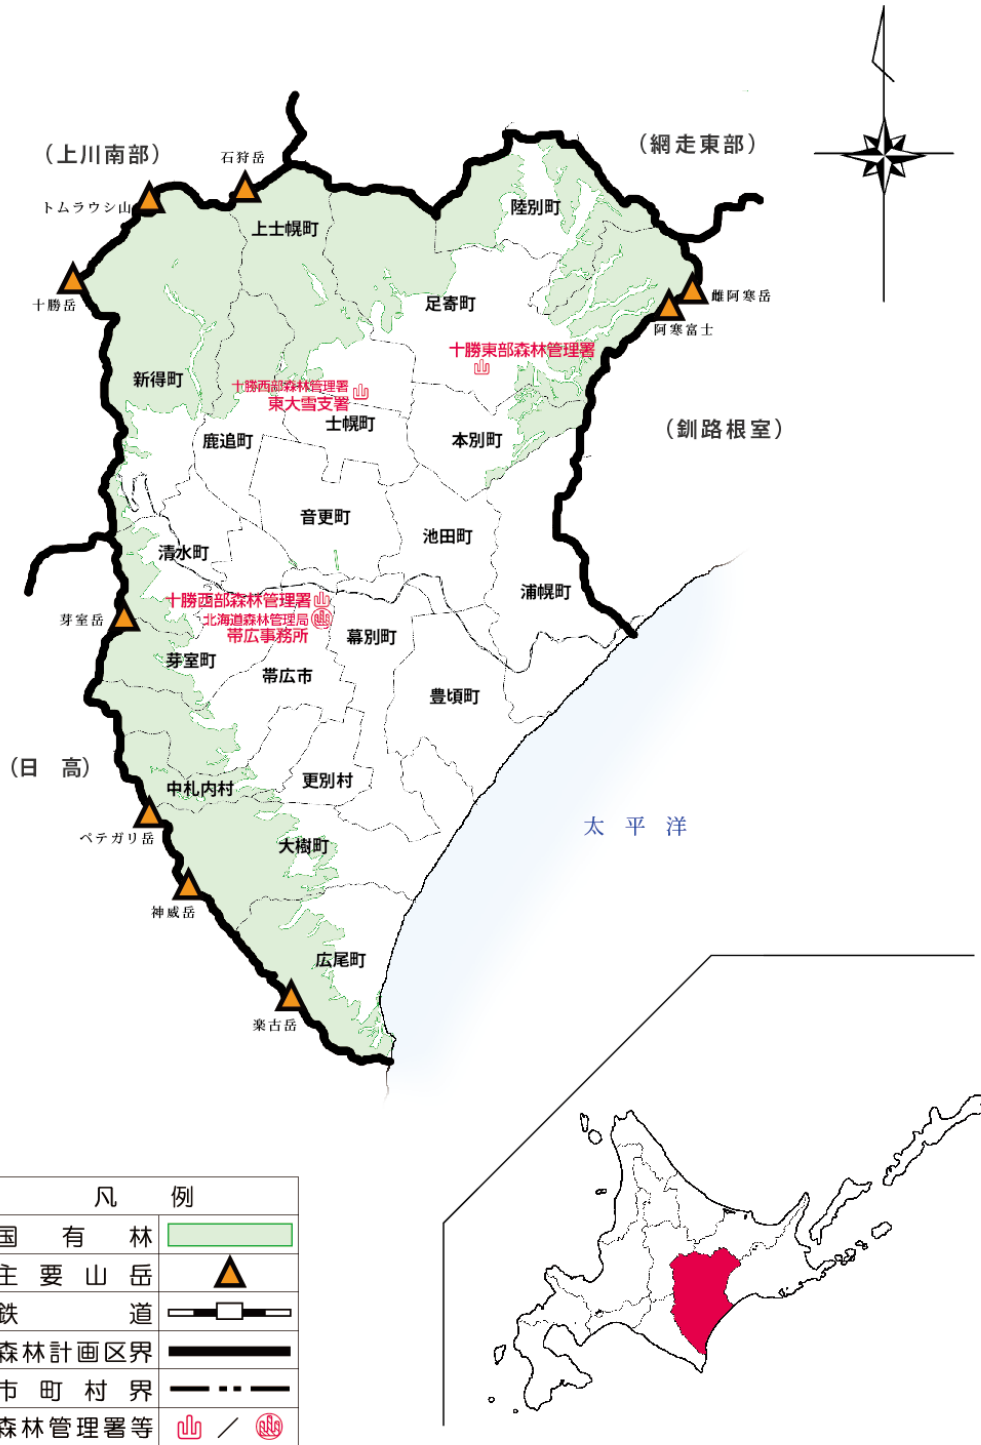 （上川南部）
石狩岳
（網走東部）
トムラウシ山
陸別町
上士幌町
十勝岳
足寄町
雌阿寒岳
阿寒富士
十勝東部森林管理署
新得町
十勝西部森林管理署
東大雪支署
士幌町
鹿追町
本別町
（釧路根室）
音更町
池田町
清水町
浦幌町
十勝西部森林管理署
北海道森林管理局
帯広事務所
芽室岳
幕別町
芽室町
帯広市
豊頃町
（日　高）
更別村
中札内村
ペテガリ岳
太　平　洋
大樹町
神威岳
広尾町
楽古岳
凡　例
国有林
主要山岳
鉄道
森林計画区界
市町村界
森林管理署等
／